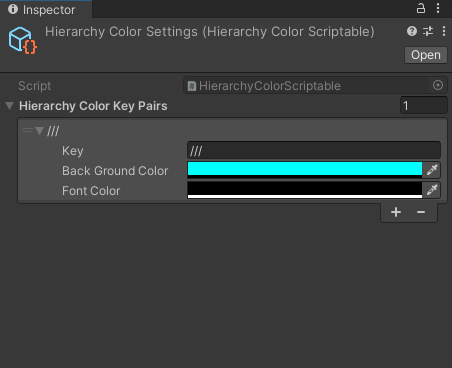 Inspector
Hierarchy Color Settings (Hierarchy Color Scriptable)
Open
Script HierarchyColorScriptable
Hierarchy Color Key Pairs 1
///
Key ///
Back Ground Color
Font Color
+ −